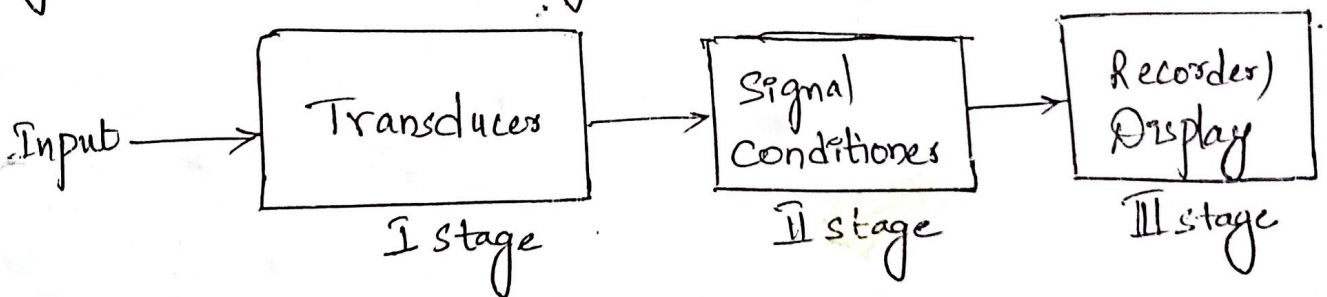 Input
Transducer
I stage
Signal
Conditioner
II stage
Recorder/
Display
III stage